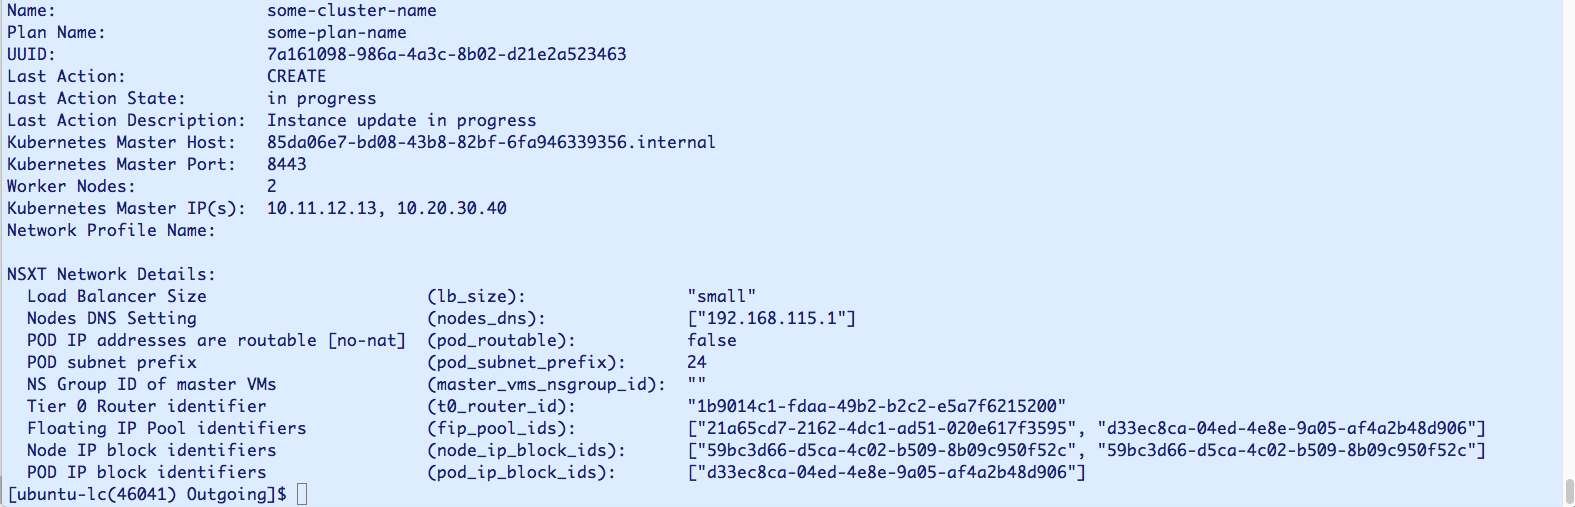 Name: some-cluster-name
Plan Name: some-plan-name
UUID: 7a161098-986a-4a3c-8b02-d21e2a523463
Last Action: CREATE
Last Action State: in progress
Last Action Description: Instance update in progress
Kubernetes Master Host: 85da06e7-bd08-43b8-82bf-6fa946339356.internal
Kubernetes Master Port: 8443
Worker Nodes: 2
Kubernetes Master IP(s): 10.11.12.13, 10.20.30.40
Network Profile Name:
NSXT Network Details:
Load Balancer Size (lb_size): "small"
Nodes DNS Setting (nodes_dns): ["192.168.115.1"]
POD IP addresses are routable [no-nat] (pod_routable): false
POD subnet prefix (pod_subnet_prefix): 24
NS Group ID of master VMs (master_vms_nsgroup_id): ""
Tier 0 Router identifier (t0_router_id): "1b9014c1-fdaa-49b2-b2c2-e5a7f6215200"
Floating IP Pool identifiers (fip_pool_ids): ["21a65cd7-2162-4dc1-ad51-020e617f3595", "d33ec8ca-04ed-4e8e-9a05-af4a2b48d906"]
Node IP block identifiers (node_ip_block_ids): ["59bc3d66-d5ca-4c02-b509-8b09c950f52c", "59bc3d66-d5ca-4c02-b509-8b09c950f52c"]
POD IP block identifiers (pod_ip_block_ids): ["d33ec8ca-04ed-4e8e-9a05-af4a2b48d906"]
[ubuntu-lc(46041) Outgoing]$